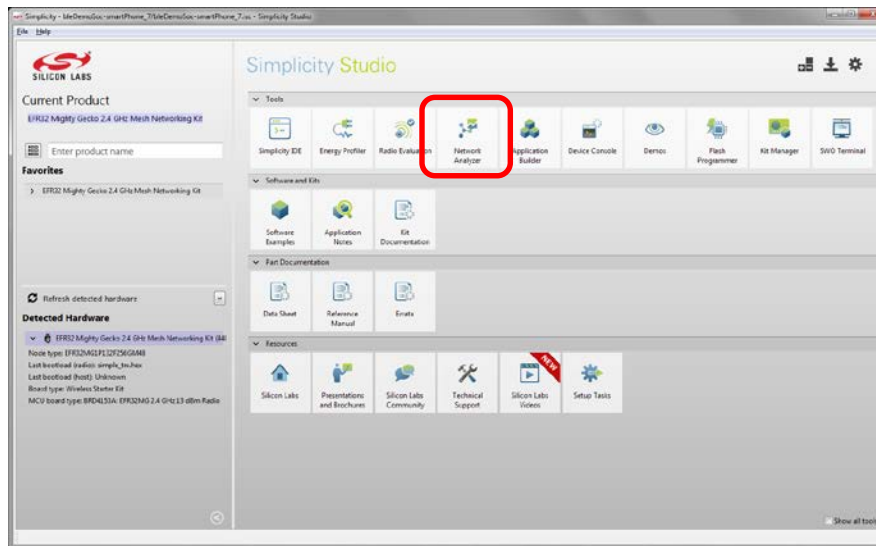 Simplicity - bleDemoSoc-smartPhone_7/bleDemoSoc-smartPhone_7.isc - Simplicity Studio
File Help
SILICON LABS
Simplicity Studio
Current Product
EFR32 Mighty Gecko 2.4 GHz Mesh Networking Kit
Enter product name
Favorites
EFR32 Mighty Gecko 2.4 GHz Mesh Networking Kit
Refresh detected hardware
Detected Hardware
EFR32 Mighty Gecko 2.4 GHz Mesh Networking Kit (44
Node type: EFR32MG1P132F256GM48
Last bootload (radio): simple_tw.hex
Last bootload (host): Unknown
Board type: Wireless Starter Kit
MCU board type: BRD4151A: EFR32MG 2.4 GHz 13 dBm Radio
Tools
Simplicity IDE
Energy Profiler
Radio Evaluation
Network
Analyzer
Application
Builder
Device Console
Demos
Flash
Programmer
Kit Manager
SWO Terminal
Software and Kits
Software
Examples
Application
Notes
Kit
Documentation
Part Documentation
Data Sheet
Reference
Manual
Errata
Resources
Silicon Labs
Presentations
and Brochures
Silicon Labs
Community
Technical
Support
NEW
Silicon Labs
Videos
Setup Tasks
Show all tools